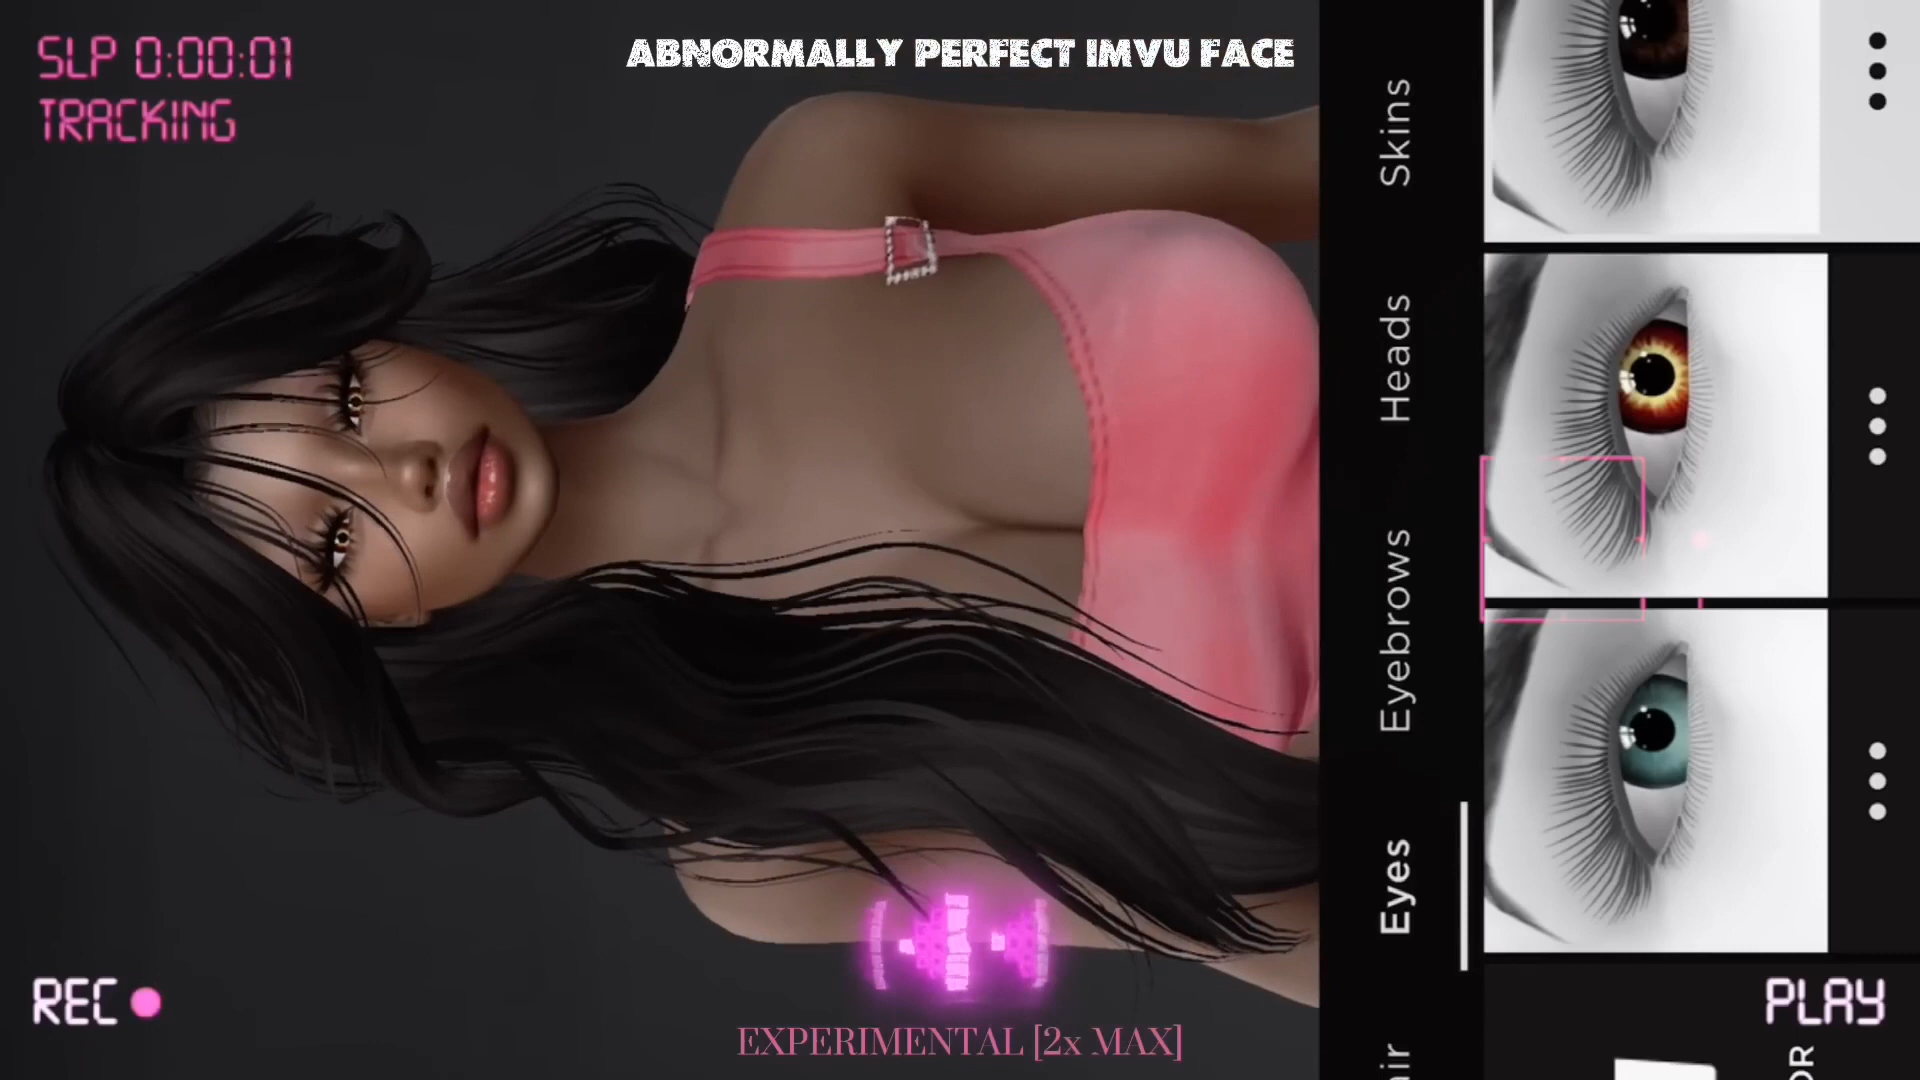 SLP 0:00:01
TRACKING
ABNORMALLY PERFECT IMVU FACE
Skins
Heads
Eyebrows
Eyes
REC
PLAY
EXPERIMENTAL [2x MAX]